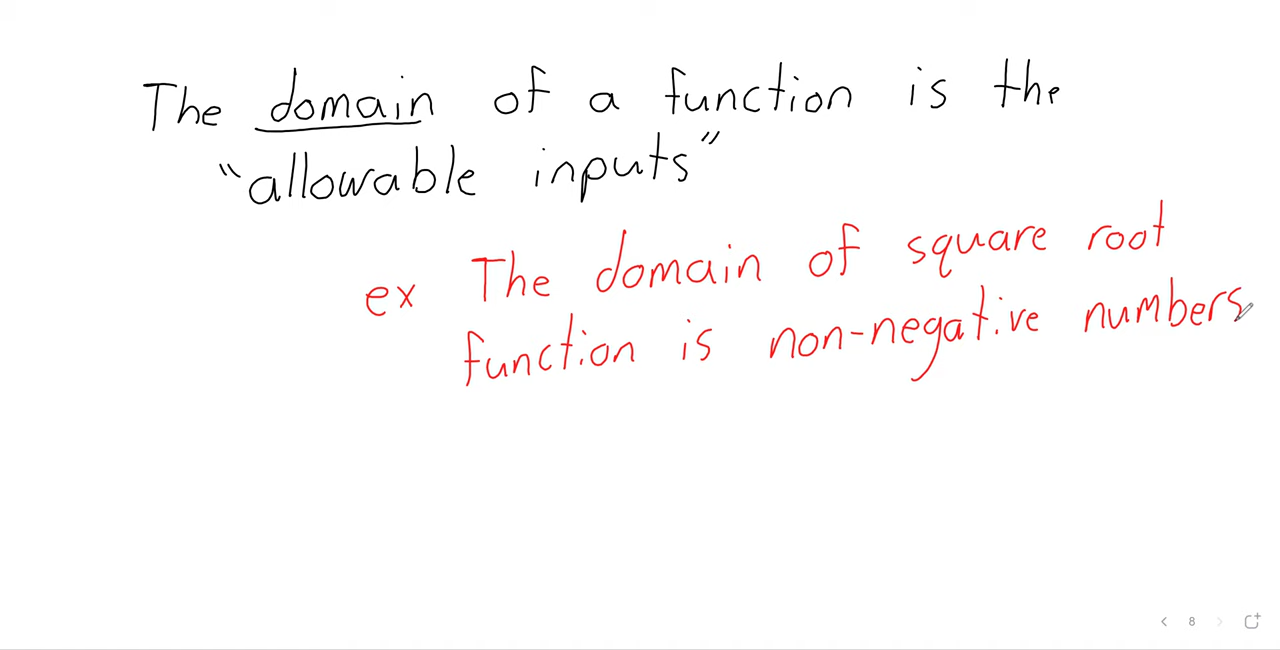 The domain of a function is the
"allowable inputs"
ex The domain of square root
function is non-negative numbers
8